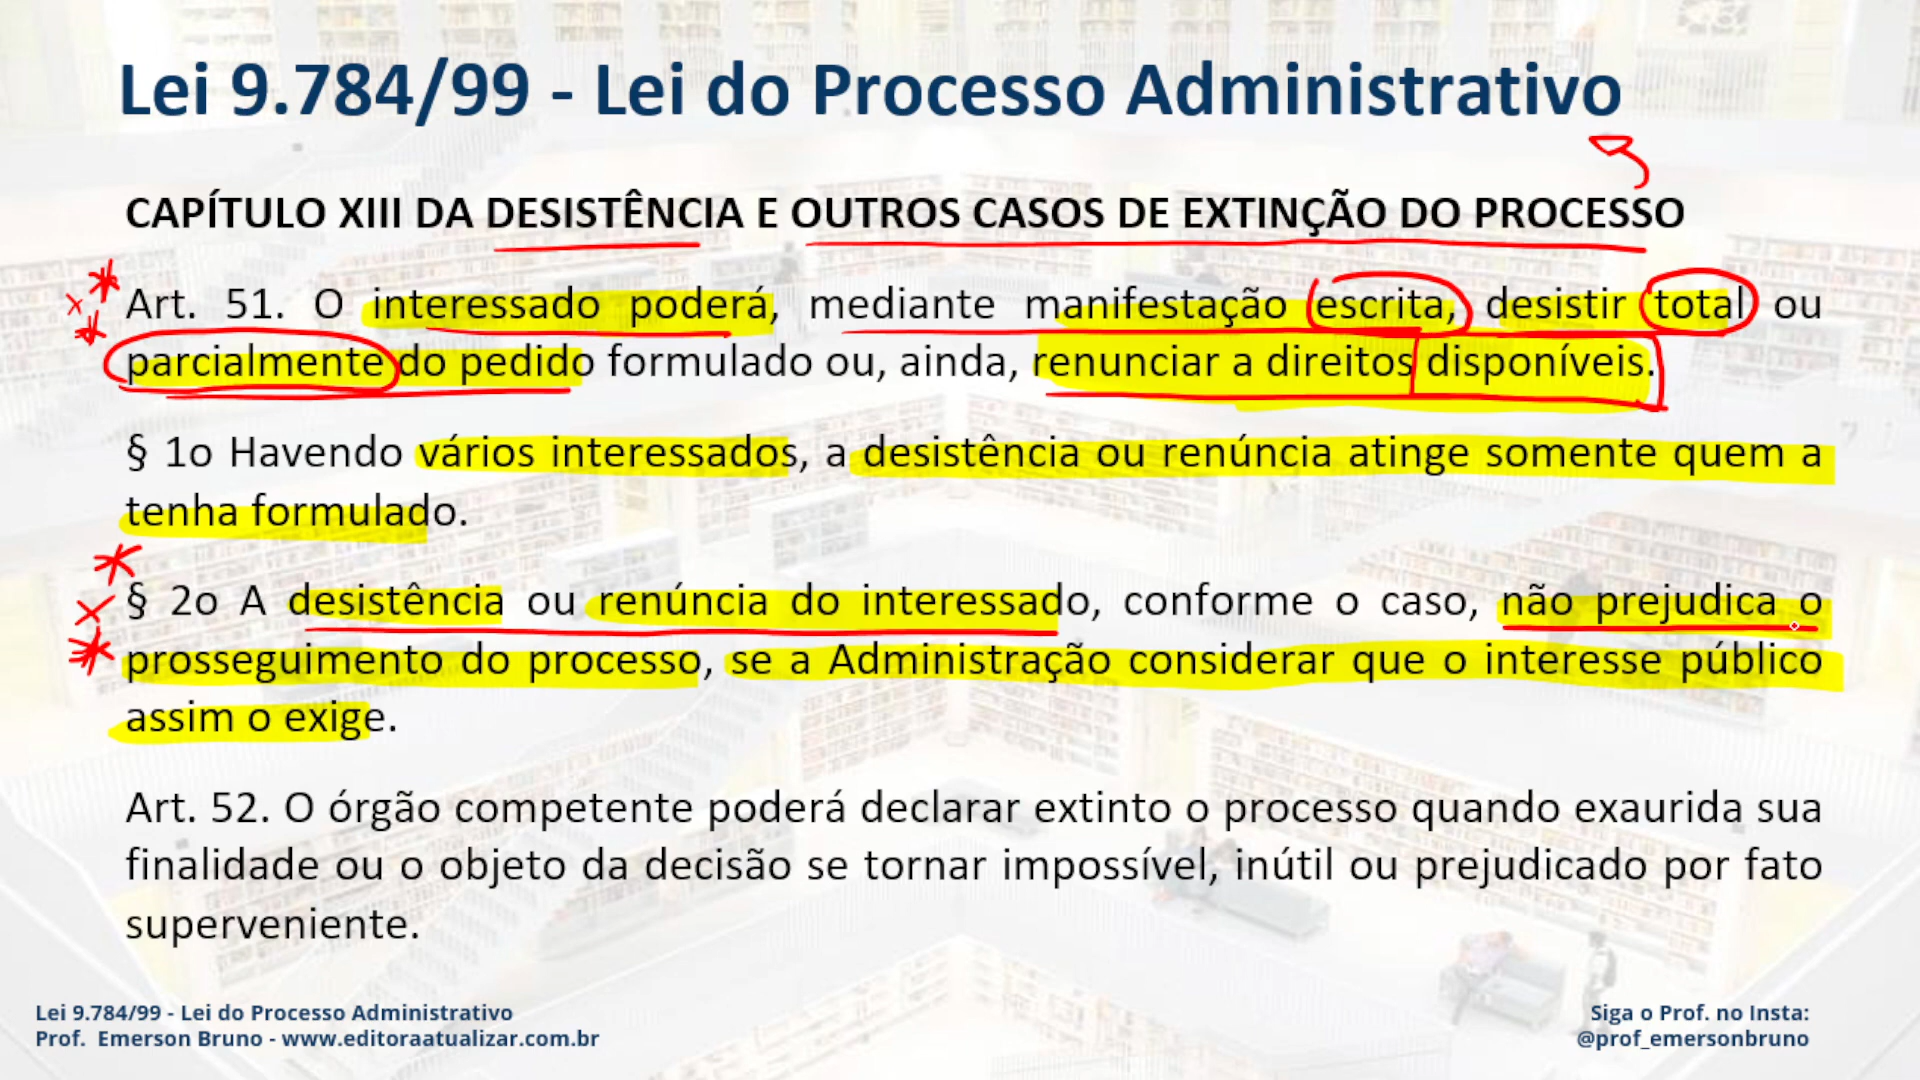 Lei 9.784/99 - Lei do Processo Administrativo
CAPÍTULO XIII DA DESISTÊNCIA E OUTROS CASOS DE EXTINÇÃO DO PROCESSO
Art. 51. O interessado poderá, mediante manifestação escrita, desistir total ou
parcialmente do pedido formulado ou, ainda, renunciar a direitos disponíveis.
§ 1o Havendo vários interessados, a desistência ou renúncia atinge somente quem a
tenha formulado.
§ 2o A desistência ou renúncia do interessado, conforme o caso, não prejudica o
prosseguimento do processo, se a Administração considerar que o interesse público
assim o exige.
Art. 52. O órgão competente poderá declarar extinto o processo quando exaurida sua
finalidade ou o objeto da decisão se tornar impossível, inútil ou prejudicado por fato
superveniente.
Lei 9.784/99 - Lei do Processo Administrativo
Prof. Emerson Bruno - www.editoraatualizar.com.br
Siga o Prof. no Insta:
@prof_emersonbruno